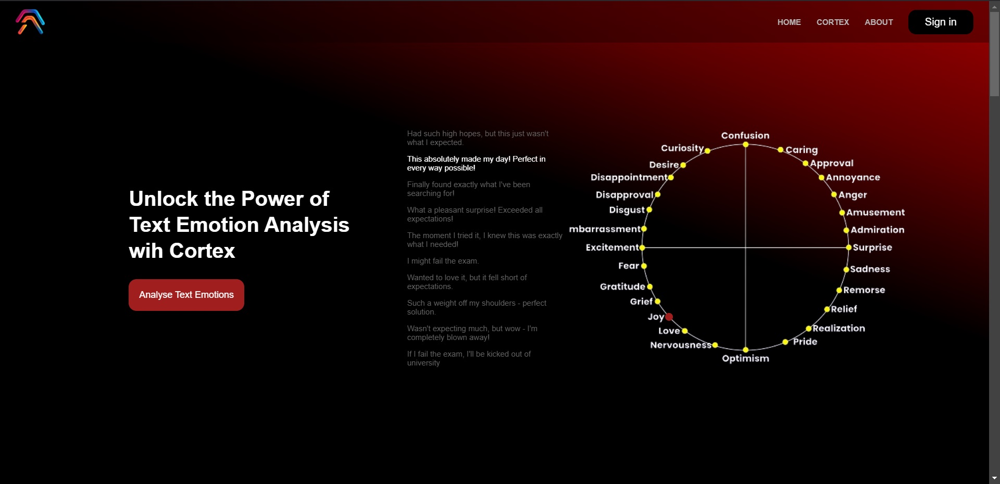 HOME
CORTEX
ABOUT
Sign in
Unlock the Power of
Text Emotion Analysis
wih Cortex
Analyse Text Emotions
Had such high hopes, but this just wasn't
what I expected.
This absolutely made my day! Perfect in
every way possible!
Finally found exactly what I've been
searching for!
What a pleasant surprise! Exceeded all
expectations!
The moment I tried it, I knew this was exactly
what I needed!
I might fail the exam.
Wanted to love it, but it fell short of
expectations.
Such a weight off my shoulders - perfect
solution.
Wasn't expecting much, but wow - I'm
completely blown away!
If I fail the exam, I'll be kicked out of
university
Confusion
Caring
Approval
Annoyance
Anger
Amusement
Admiration
Surprise
Sadness
Remorse
Relief
Realization
Pride
Optimism
Nervousness
Love
Joy
Grief
Gratitude
Fear
Excitement
mbarrassment
Disgust
Disapproval
Disappointment
Desire
Curiosity